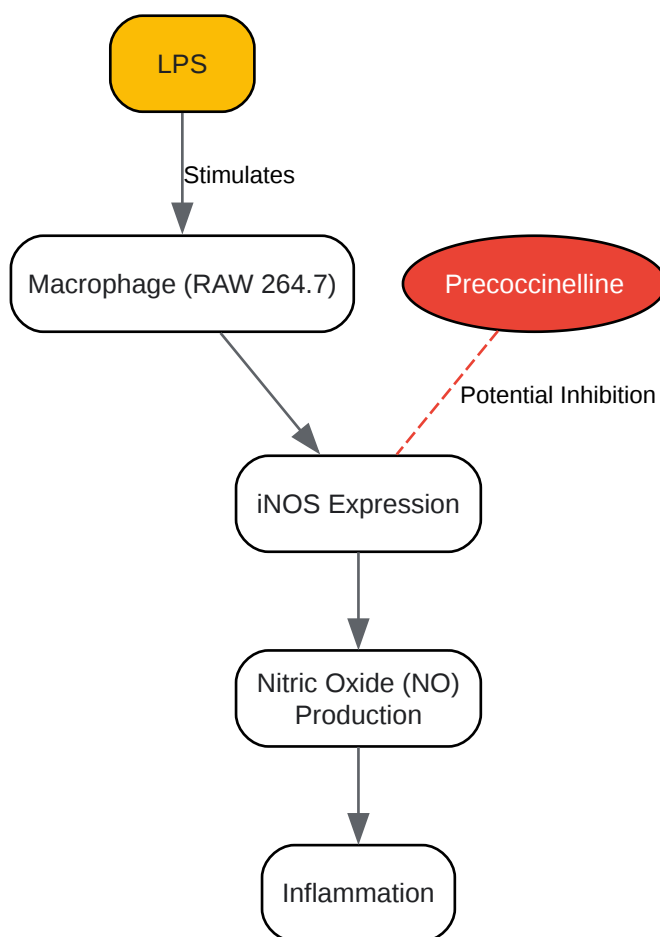 LPS
Stimulates
Macrophage (RAW 264.7)
Precoccinelline
Potential Inhibition
iNOS Expression
Nitric Oxide (NO)
Production
Inflammation